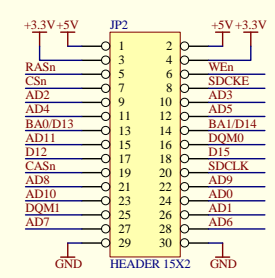 +3.3V +5V JP2 +5V +3.3V
1 2
3 4
RASn 5 6 WEn
CSn 7 8 SDCKE
AD2 9 10 AD3
AD4 11 12 AD5
BA0/D13 13 14 BA1/D14
AD11 15 16 DQM0
D12 17 18 D15
CASn 19 20 SDCLK
AD8 21 22 AD9
AD10 23 24 AD0
DQM1 25 26 AD1
AD7 27 28 AD6
29 30
GND HEADER 15X2 GND